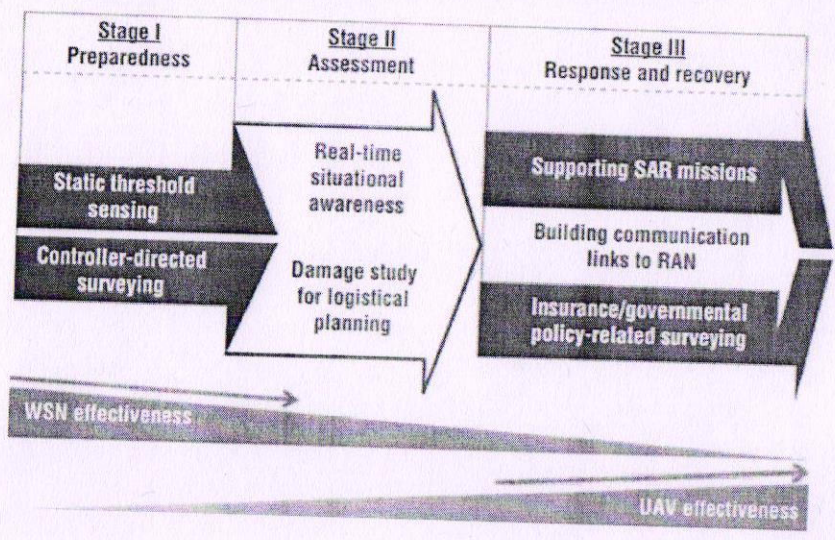 Stage I
Preparedness
Stage II
Assessment
Stage III
Response and recovery
Static threshold
sensing
Controller-directed
surveying
Real-time
situational
awareness
Damage study
for logistical
planning
Supporting SAR missions
Building communication
links to RAN
Insurance/governmental
policy-related surveying
WSN effectiveness
UAV effectiveness